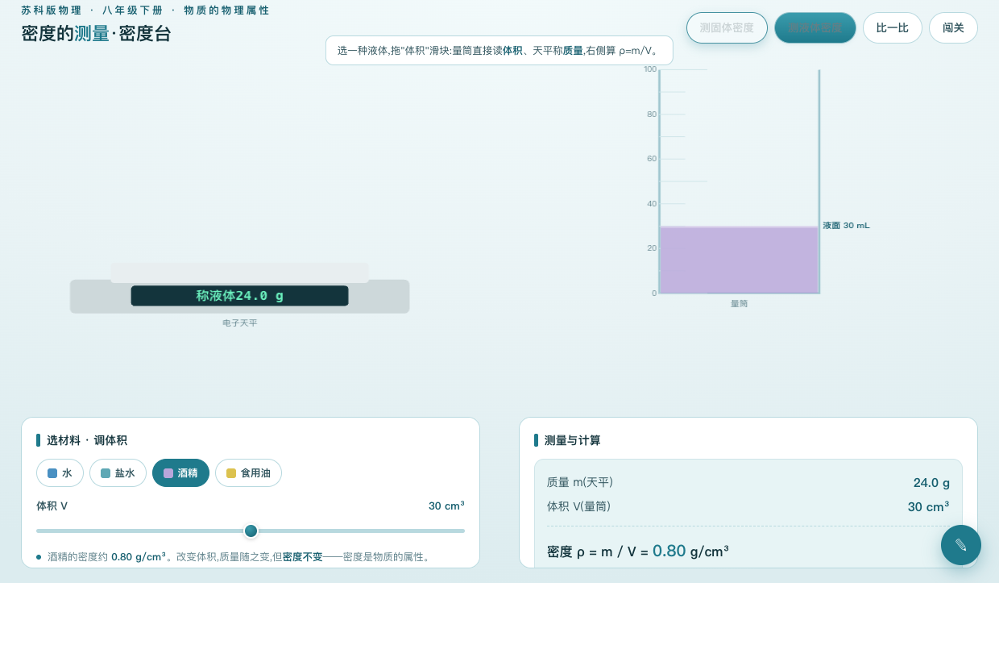 苏科版物理 · 八年级下册 · 物质的物理属性
密度的测量·密度台
测固体密度
测液体密度
比一比
闯关
选一种液体,拖"体积"滑块:量筒直接读体积、天平称质量,右侧算 ρ=m/V。
100
80
60
40
20
0
液面 30 mL
量筒
称液体24.0 g
电子天平
选材料 · 调体积
水
盐水
酒精
食用油
体积 V
30 cm³
酒精的密度约 0.80 g/cm³。改变体积,质量随之变,但密度不变——密度是物质的属性。
测量与计算
质量 m(天平)
24.0 g
体积 V(量筒)
30 cm³
密度 ρ = m / V = 0.80 g/cm³